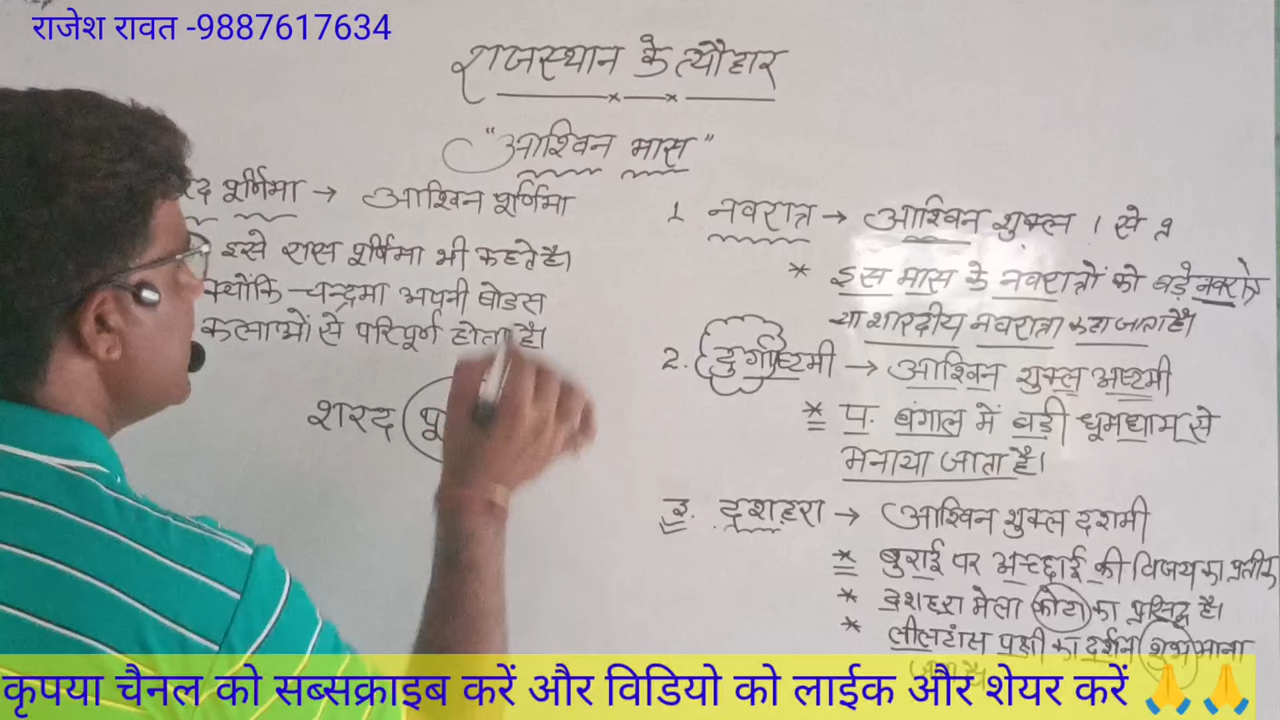 राजेश रावत -9887617634
राजस्थान के त्यौहार
"आश्विन मास"
पूर्णिमा → आश्विन पूर्णिमा
इसे रास पूर्णिमा भी कहते है।
क्योंकि चन्द्रमा अपनी षोडस
कलाओं से परिपूर्ण होता है।
शरद पू
1 नवरात्र → आश्विन शुक्ल 1 से 9
* इस मास के नवरात्रों को बड़े नवरात्रे
या शारदीय नवरात्रा कहा जाता है।
2. दुर्गाष्टमी → आश्विन शुक्ल अष्टमी
* प. बंगाल में बड़ी धूमधाम से
मनाया जाता है।
3. दशहरा → आश्विन शुक्ल दशमी
* बुराई पर अच्छाई की विजय का प्रतीक
* दशहरा मेला कोटा का प्रसिद्ध है।
* लीलटांस पक्षी का दर्शन शुभ माना
कृपया चैनल को सब्सक्राइब करें और विडियो को लाईक और शेयर करें 🙏 🙏